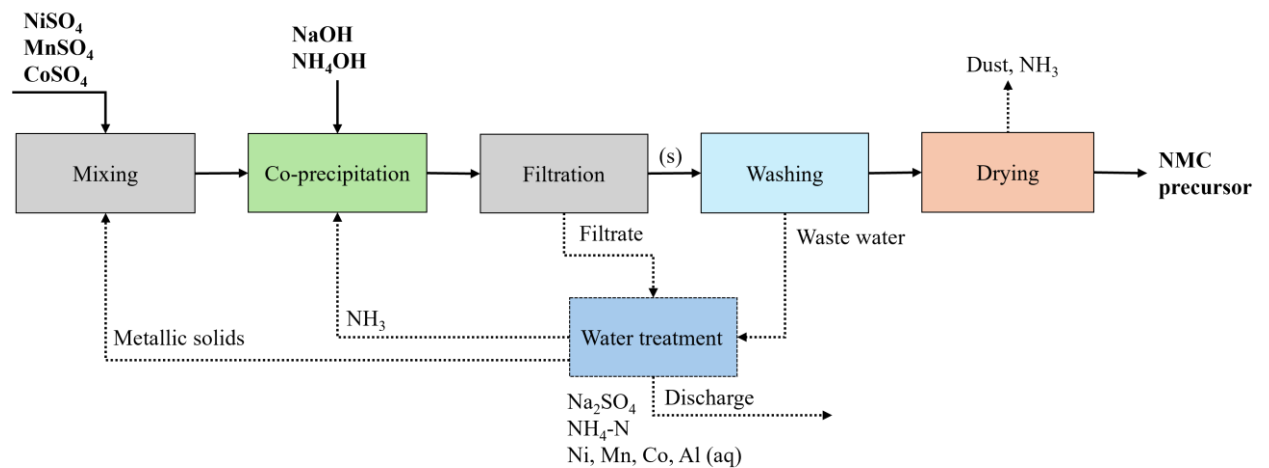 NiSO₄
MnSO₄
CoSO₄
NaOH
NH₄OH
Dust, NH₃
Mixing
Co-precipitation
Filtration
(s)
Washing
Drying
NMC
precursor
Filtrate
Waste water
NH₃
Metallic solids
Water treatment
Discharge
Na₂SO₄
NH₄-N
Ni, Mn, Co, Al (aq)